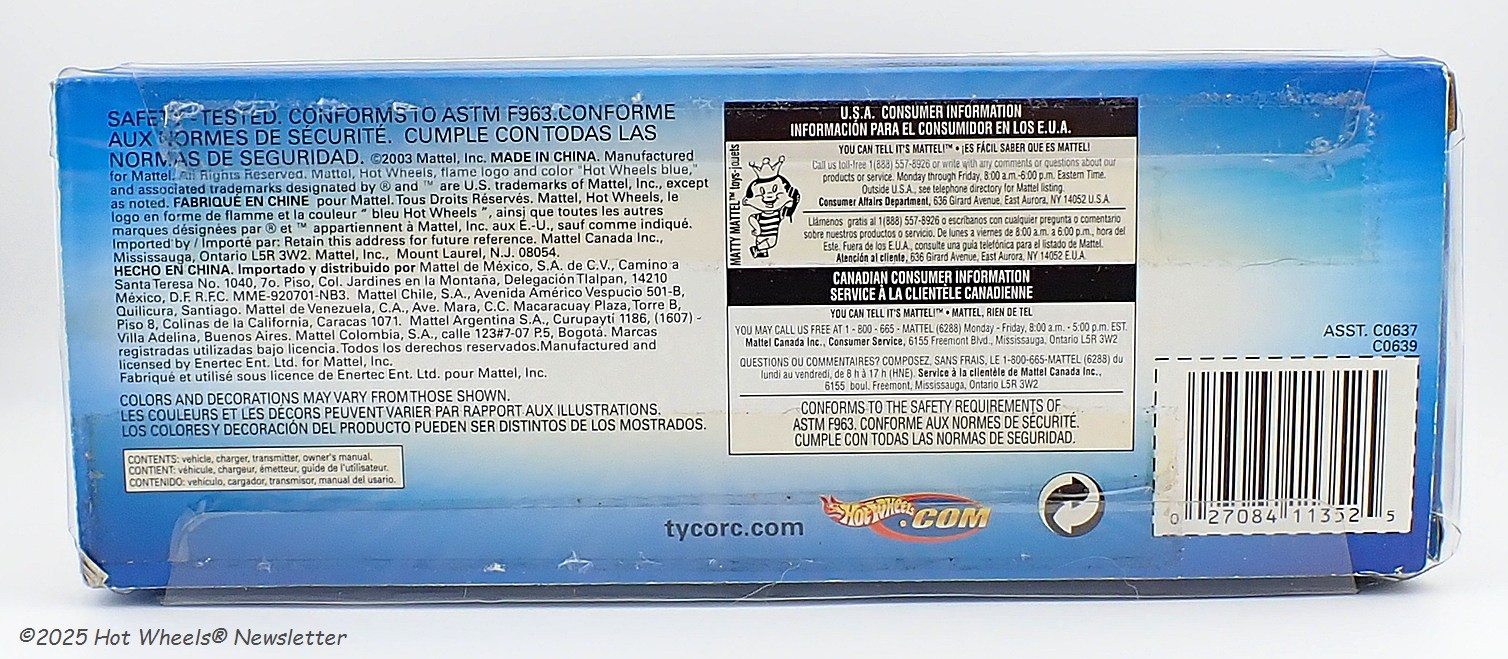 SAFETY TESTED. CONFORMS TO ASTM F963.CONFORME
AUX NORMES DE SÉCURITÉ. CUMPLE CON TODAS LAS
NORMAS DE SEGURIDAD. ©2003 Mattel, Inc. MADE IN CHINA. Manufactured
for Mattel. All Rights Reserved. Mattel, Hot Wheels, flame logo and color "Hot Wheels blue,"
and associated trademarks designated by ® and ™ are U.S. trademarks of Mattel, Inc., except
as noted. FABRIQUÉ EN CHINE pour Mattel. Tous Droits Réservés. Mattel, Hot Wheels, le
logo en forme de flamme et la couleur " bleu Hot Wheels ", ainsi que toutes les autres
marques désignées par ® et ™ appartiennent à Mattel, Inc. aux É.-U., sauf comme indiqué.
Imported by / Importé par: Retain this address for future reference. Mattel Canada Inc.,
Mississauga, Ontario L5R 3W2. Mattel, Inc., Mount Laurel, N.J. 08054.
HECHO EN CHINA. Importado y distribuido por Mattel de México, S.A. de C.V., Camino a
Santa Teresa No. 1040, 7o. Piso, Col. Jardines en la Montaña, Delegación Tlalpan, 14210
México, D.F. R.F.C. MME-920701-NB3. Mattel Chile, S.A., Avenida Américo Vespucio 501-B,
Quilicura, Santiago. Mattel de Venezuela, C.A., Ave. Mara, C.C. Macaracuay Plaza, Torre B,
Piso 8, Colinas de la California, Caracas 1071. Mattel Argentina S.A., Curupaytí 1186, (1607) -
Villa Adelina, Buenos Aires. Mattel Colombia, S.A., calle 123#7-07 P.5, Bogotá. Marcas
registradas utilizadas bajo licencia. Todos los derechos reservados. Manufactured and
licensed by Enertec Ent. Ltd. for Mattel, Inc.
Fabriqué et utilisé sous licence de Enertec Ent. Ltd. pour Mattel, Inc.
COLORS AND DECORATIONS MAY VARY FROM THOSE SHOWN.
LES COULEURS ET LES DÉCORS PEUVENT VARIER PAR RAPPORT AUX ILLUSTRATIONS.
LOS COLORES Y DECORACIÓN DEL PRODUCTO PUEDEN SER DISTINTOS DE LOS MOSTRADOS.
CONTENTS: vehicle, charger, transmitter, owner's manual.
CONTIENT: véhicule, chargeur, émetteur, guide de l'utilisateur.
CONTENIDO: vehículo, cargador, transmisor, manual del usario.
U.S.A. CONSUMER INFORMATION
INFORMACIÓN PARA EL CONSUMIDOR EN LOS E.U.A.
MATTY MATTEL™ toys-jouets
YOU CAN TELL IT'S MATTEL!™ • ¡ES FÁCIL SABER QUE ES MATTEL!
Call us toll-free 1(888) 557-8926 or write with any comments or questions about our
products or service. Monday through Friday, 8:00 a.m.-6:00 p.m. Eastern Time.
Outside U.S.A., see telephone directory for Mattel listing.
Consumer Affairs Department, 636 Girard Avenue, East Aurora, NY 14052 U.S.A.
Llámenos gratis al 1(888) 557-8926 o escríbanos con cualquier pregunta o comentario
sobre nuestros productos o servicio. De lunes a viernes de 8:00 a.m. a 6:00 p.m., hora del
Este. Fuera de los E.U.A., consulte una guía telefónica para el listado de Mattel.
Atención al cliente, 636 Girard Avenue, East Aurora, NY 14052 E.U.A.
CANADIAN CONSUMER INFORMATION
SERVICE À LA CLIENTÈLE CANADIENNE
YOU CAN TELL IT'S MATTEL!™ • MATTEL, RIEN DE TEL
YOU MAY CALL US FREE AT 1 - 800 - 665 - MATTEL (6288) Monday - Friday, 8:00 a.m. - 5:00 p.m. EST.
Mattel Canada Inc., Consumer Service, 6155 Freemont Blvd., Mississauga, Ontario L5R 3W2
QUESTIONS OU COMMENTAIRES? COMPOSEZ, SANS FRAIS, LE 1-800-665-MATTEL (6288) du
lundi au vendredi, de 8 h à 17 h (HNE). Service à la clientèle de Mattel Canada Inc.,
6155 boul. Freemont, Mississauga, Ontario L5R 3W2
CONFORMS TO THE SAFETY REQUIREMENTS OF
ASTM F963. CONFORME AUX NORMES DE SÉCURITÉ.
CUMPLE CON TODAS LAS NORMAS DE SEGURIDAD.
tycorc.com
HOT WHEELS.COM
ASST. C0637
C0639
0 27084 11352 5
©2025 Hot Wheels® Newsletter